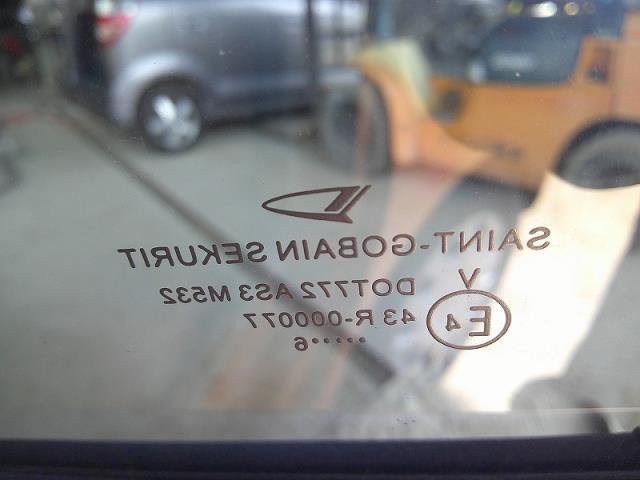 SAINT-GOBAIN SEKURIT
V
DOT772 AS3 M532
E4 43 R-000077
••••••6